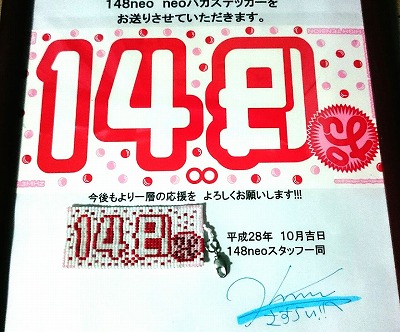 148neo neoバカステッカーを
お送りさせていただきます。
148
今後もより一層の応援を よろしくお願いします!!!
148
平成28年 10月吉日
148neoスタッフ一同